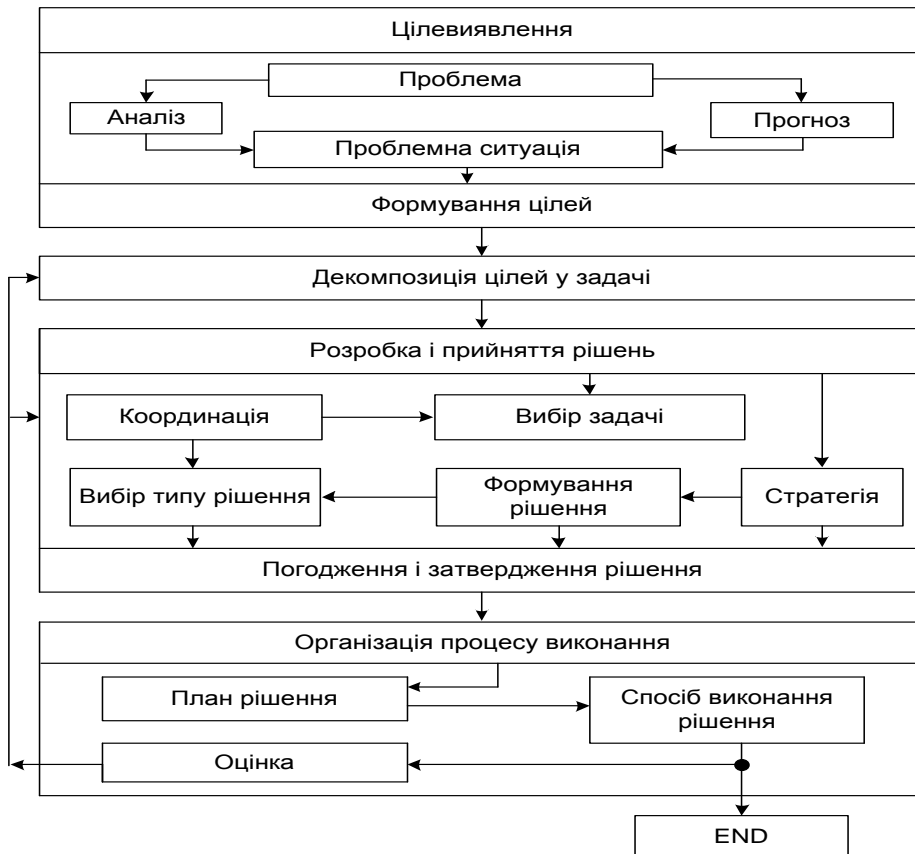 Цілевиявлення
Проблема
Аналіз
Прогноз
Проблемна ситуація
Формування цілей
Декомпозиція цілей у задачі
Розробка і прийняття рішень
Координація
Вибір задачі
Вибір типу рішення
Формування
рішення
Стратегія
Погодження і затвердження рішення
Організація процесу виконання
План рішення
Спосіб виконання
рішення
Оцінка
END